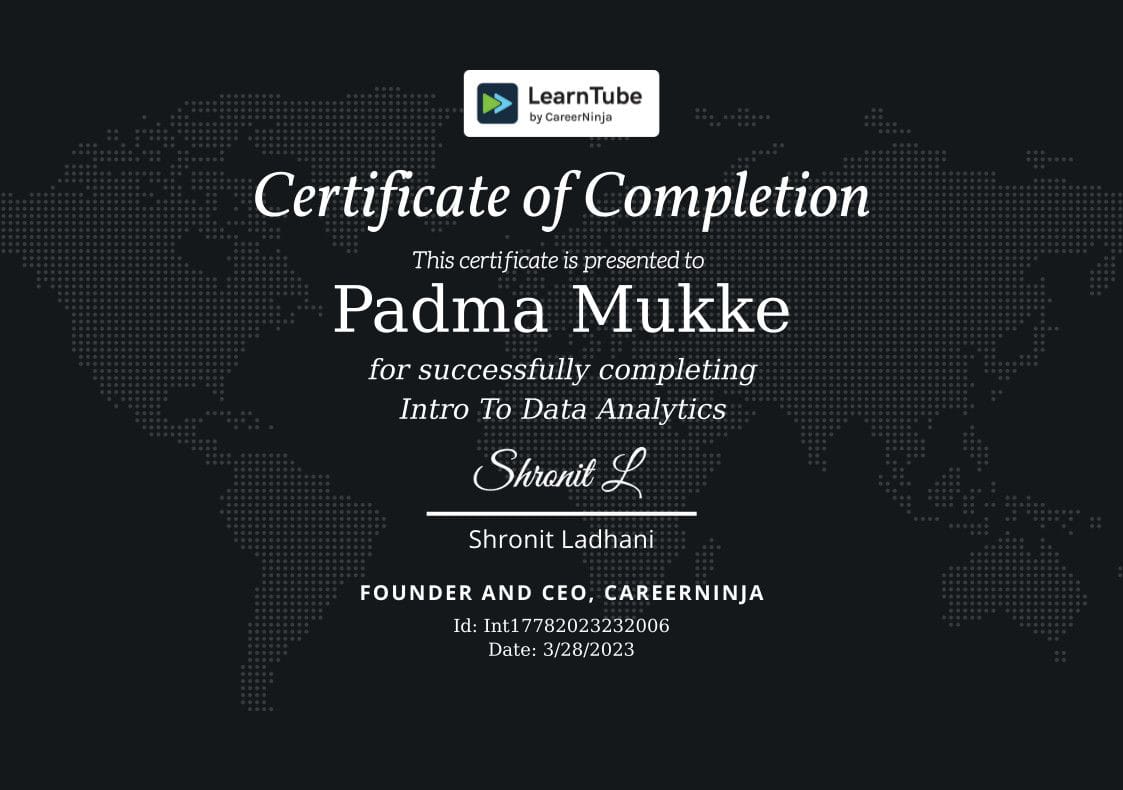 LearnTube
by CareerNinja
Certificate of Completion
This certificate is presented to
Padma Mukke
for successfully completing
Intro To Data Analytics
Shronit L
Shronit Ladhani
FOUNDER AND CEO, CAREERNINJA
Id: Int17782023232006
Date: 3/28/2023